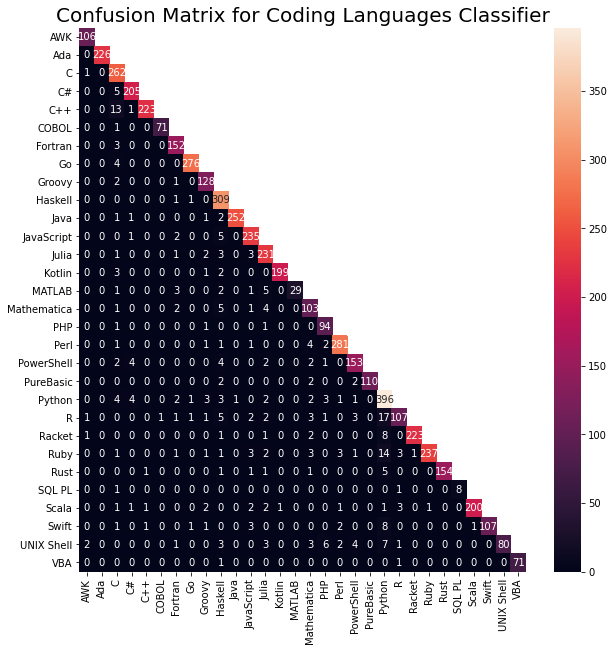 Confusion Matrix for Coding Languages Classifier
AWK 106
Ada 0 226
C 1 0 262
C# 0 0 5 205
C++ 0 0 13 1 223
COBOL 0 0 1 0 0 71
Fortran 0 0 3 0 0 0 152
Go 0 0 4 0 0 0 0 276
Groovy 0 0 2 0 0 0 1 0 128
Haskell 0 0 0 0 0 0 1 1 0 309
Java 0 0 1 1 0 0 0 0 1 2 252
JavaScript 0 0 0 1 0 0 2 0 0 5 0 235
Julia 0 0 1 0 0 0 1 0 2 3 0 3 231
Kotlin 0 0 3 0 0 0 0 0 1 2 0 0 0 199
MATLAB 0 0 1 0 0 0 3 0 0 2 0 1 5 0 29
Mathematica 0 0 1 0 0 0 2 0 0 5 0 1 4 0 0 103
PHP 0 0 1 0 0 0 0 0 1 0 0 0 1 0 0 0 94
Perl 0 0 1 0 0 0 0 0 1 1 0 0 0 0 0 4 2 281
PowerShell 0 0 2 4 0 0 0 0 0 4 0 0 2 0 0 2 1 0 153
PureBasic 0 0 0 0 0 0 0 0 0 2 0 0 0 0 0 2 0 0 2 110
Python 0 0 4 4 0 0 2 1 3 3 1 0 2 0 0 2 3 1 1 0 396
R 1 0 0 0 0 1 1 1 1 5 0 2 2 0 0 3 1 0 3 0 17 107
Racket 1 0 0 0 0 0 0 0 0 1 0 0 1 0 0 2 0 0 0 0 8 0 223
Ruby 0 0 1 0 0 0 1 0 1 1 0 3 2 0 0 3 0 3 1 0 14 3 1 237
Rust 0 0 0 0 1 0 0 0 0 1 0 1 1 0 0 1 0 0 0 0 5 0 0 0 154
SQL PL 0 0 1 0 0 0 0 0 0 0 0 0 0 0 0 0 0 0 0 0 0 1 0 0 0 8
Scala 0 0 1 1 1 0 0 0 2 0 0 2 2 1 0 0 0 1 0 0 1 3 0 1 0 0 200
Swift 0 0 1 0 1 0 0 1 1 0 0 3 0 0 0 0 0 2 0 0 8 0 0 0 0 0 1 107
UNIX Shell 2 0 0 0 0 0 1 0 0 3 0 0 3 0 0 3 6 2 4 0 7 1 0 0 0 0 0 0 80
VBA 0 0 0 0 0 0 0 0 0 1 0 0 0 0 0 0 0 0 0 0 0 1 0 0 0 0 0 0 0 71
AWK
Ada
C
C#
C++
COBOL
Fortran
Go
Groovy
Haskell
Java
JavaScript
Julia
Kotlin
MATLAB
Mathematica
PHP
Perl
PowerShell
PureBasic
Python
R
Racket
Ruby
Rust
SQL PL
Scala
Swift
UNIX Shell
VBA
350
300
250
200
150
100
50
0